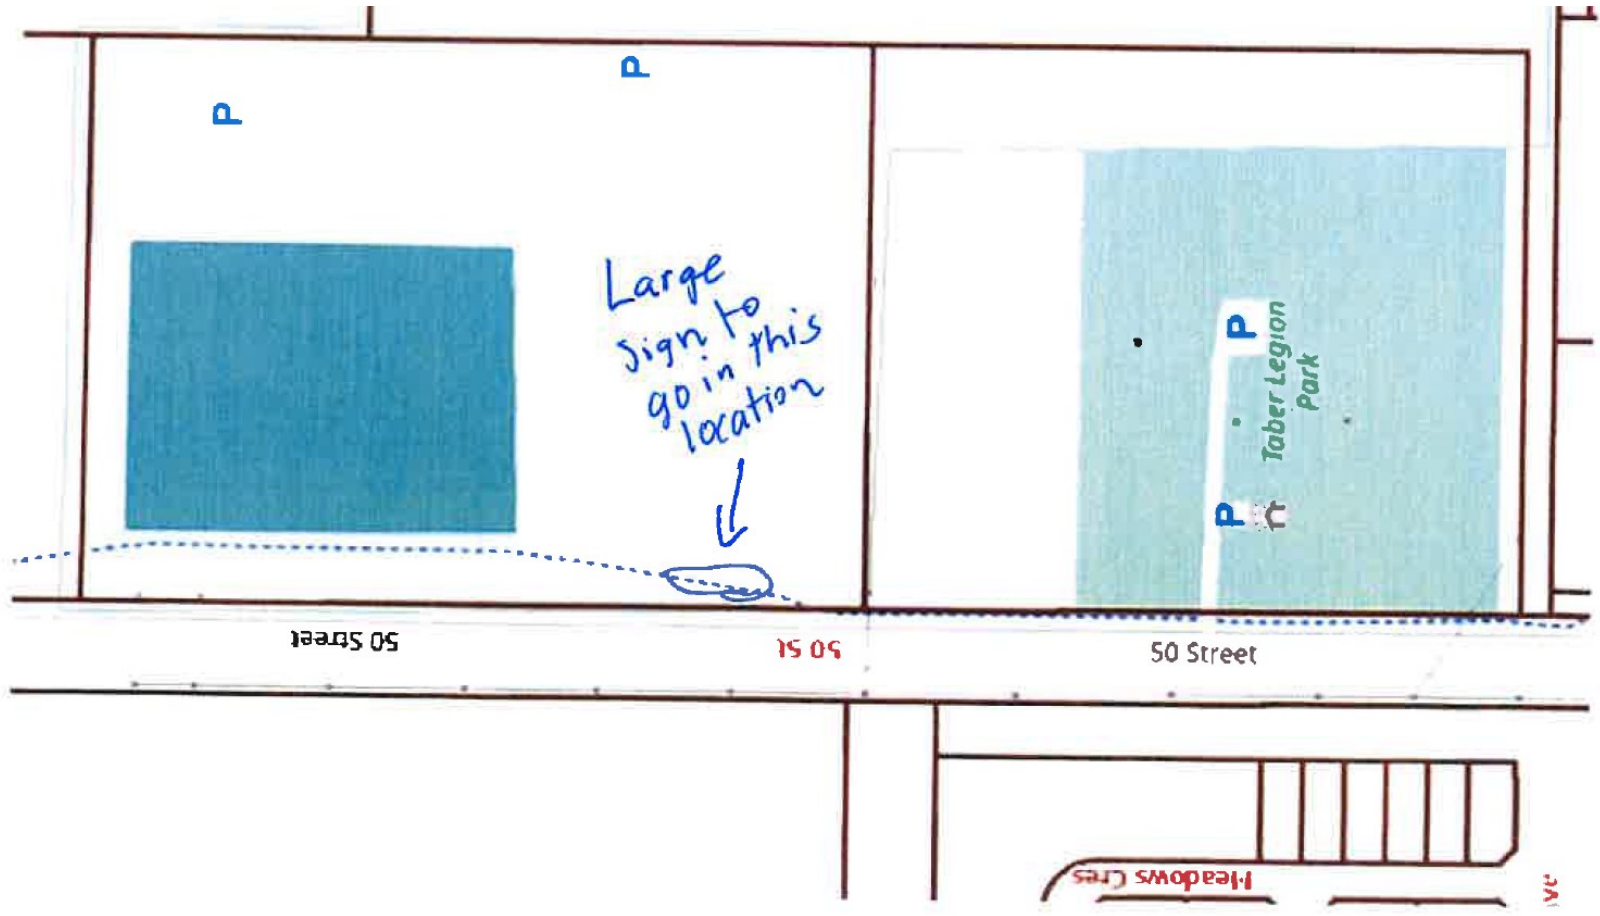 P
P
Large
sign to
go in this
location
P
Taber Legion
Park
P
50 Street
50 St
50 Street
Meadows Cres